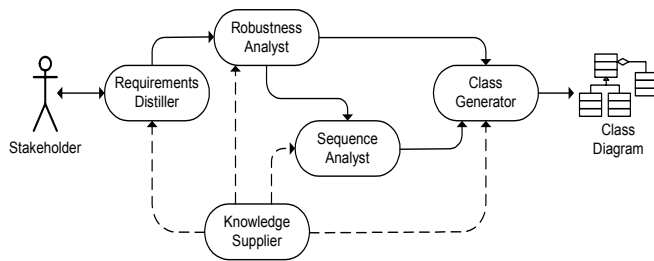 Robustness
Analyst
Requirements
Distiller
Class
Generator
Stakeholder
Sequence
Analyst
Class
Diagram
Knowledge
Supplier